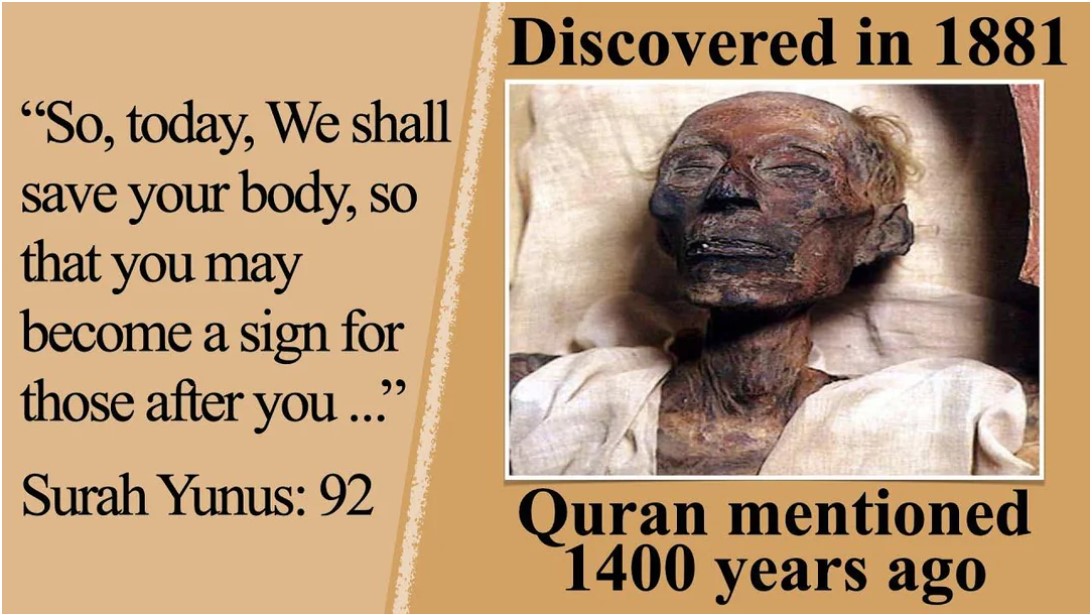 “So, today, We shall
save your body, so
that you may
become a sign for
those after you ...”
Surah Yunus: 92
Discovered in 1881
Quran mentioned
1400 years ago